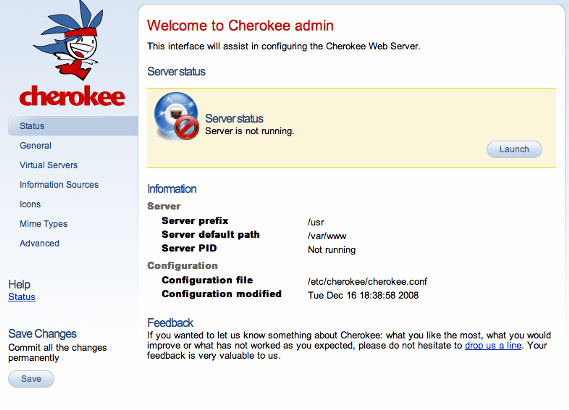 cherokee
Status
General
Virtual Servers
Information Sources
Icons
Mime Types
Advanced
Help
Status
Save Changes
Commit all the changes
permanently
Save
Welcome to Cherokee admin
This interface will assist in configuring the Cherokee Web Server.
Server status
Server status
Server is not running.
Launch
Information
Server
Server prefix /usr
Server default path /var/www
Server PID Not running
Configuration
Configuration file /etc/cherokee/cherokee.conf
Configuration modified Tue Dec 16 18:38:58 2008
Feedback
If you wanted to let us know something about Cherokee: what you like the most, what you would
improve or what has not worked as you expected, please do not hesitate to drop us a line. Your
feedback is very valuable to us.